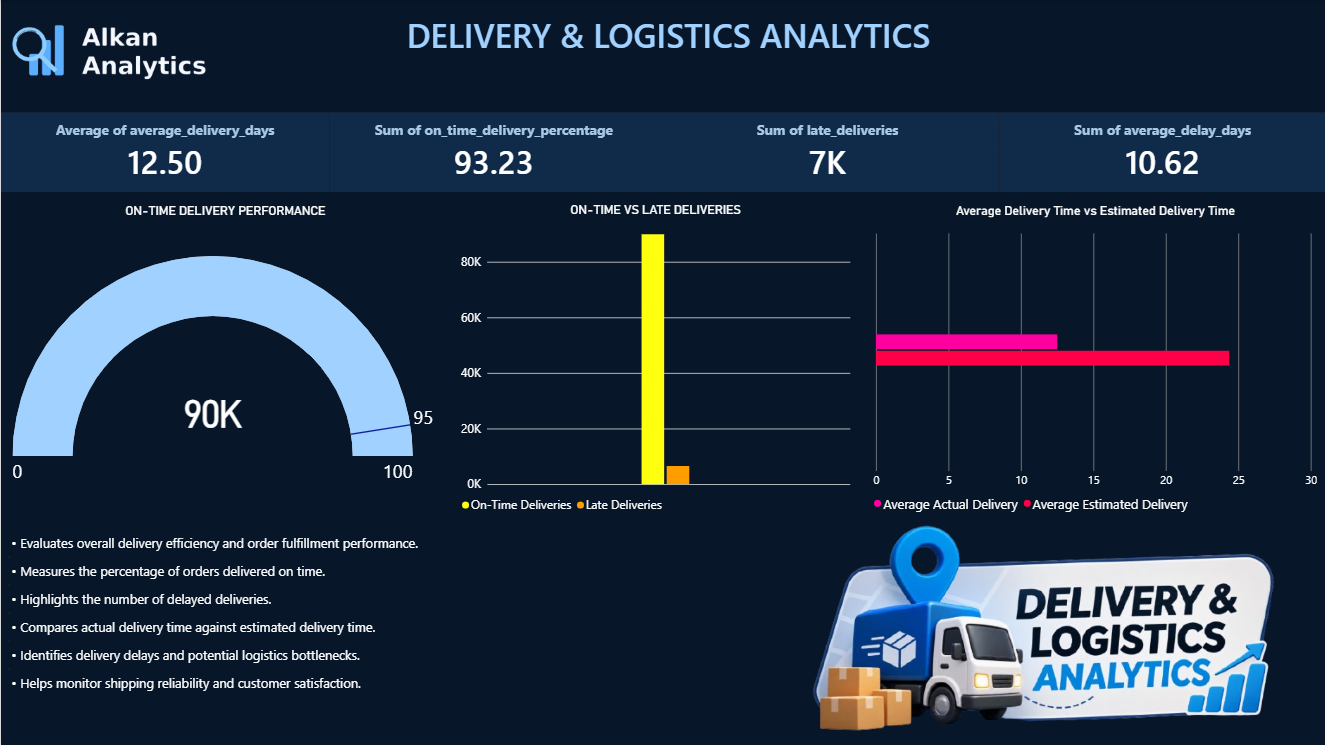 Alkan
Analytics
DELIVERY & LOGISTICS ANALYTICS
Average of average_delivery_days
12.50
Sum of on_time_delivery_percentage
93.23
Sum of late_deliveries
7K
Sum of average_delay_days
10.62
ON-TIME DELIVERY PERFORMANCE
90K
95
0
100
ON-TIME VS LATE DELIVERIES
80K
60K
40K
20K
0K
On-Time Deliveries Late Deliveries
Average Delivery Time vs Estimated Delivery Time
0 5 10 15 20 25 30
Average Actual Delivery Average Estimated Delivery
• Evaluates overall delivery efficiency and order fulfillment performance.
• Measures the percentage of orders delivered on time.
• Highlights the number of delayed deliveries.
• Compares actual delivery time against estimated delivery time.
• Identifies delivery delays and potential logistics bottlenecks.
• Helps monitor shipping reliability and customer satisfaction.
DELIVERY &
LOGISTICS
ANALYTICS